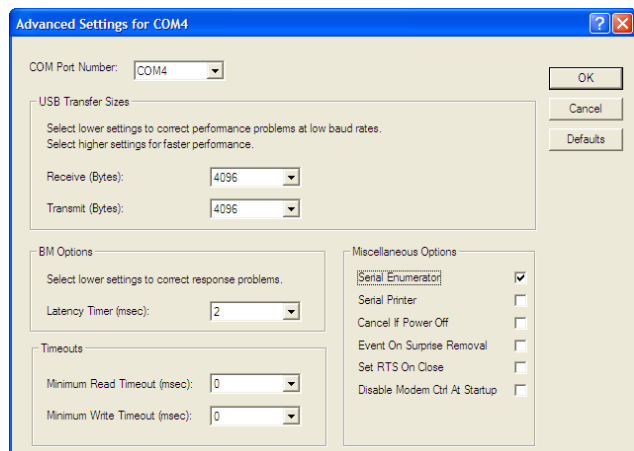 Advanced Settings for COM4
COM Port Number: COM4
OK
Cancel
Defaults
USB Transfer Sizes
Select lower settings to correct performance problems at low baud rates.
Select higher settings for faster performance.
Receive (Bytes): 4096
Transmit (Bytes): 4096
BM Options
Select lower settings to correct response problems.
Latency Timer (msec): 2
Timeouts
Minimum Read Timeout (msec): 0
Minimum Write Timeout (msec): 0
Miscellaneous Options
Serial Enumerator
Serial Printer
Cancel If Power Off
Event On Surprise Removal
Set RTS On Close
Disable Modem Ctrl At Startup